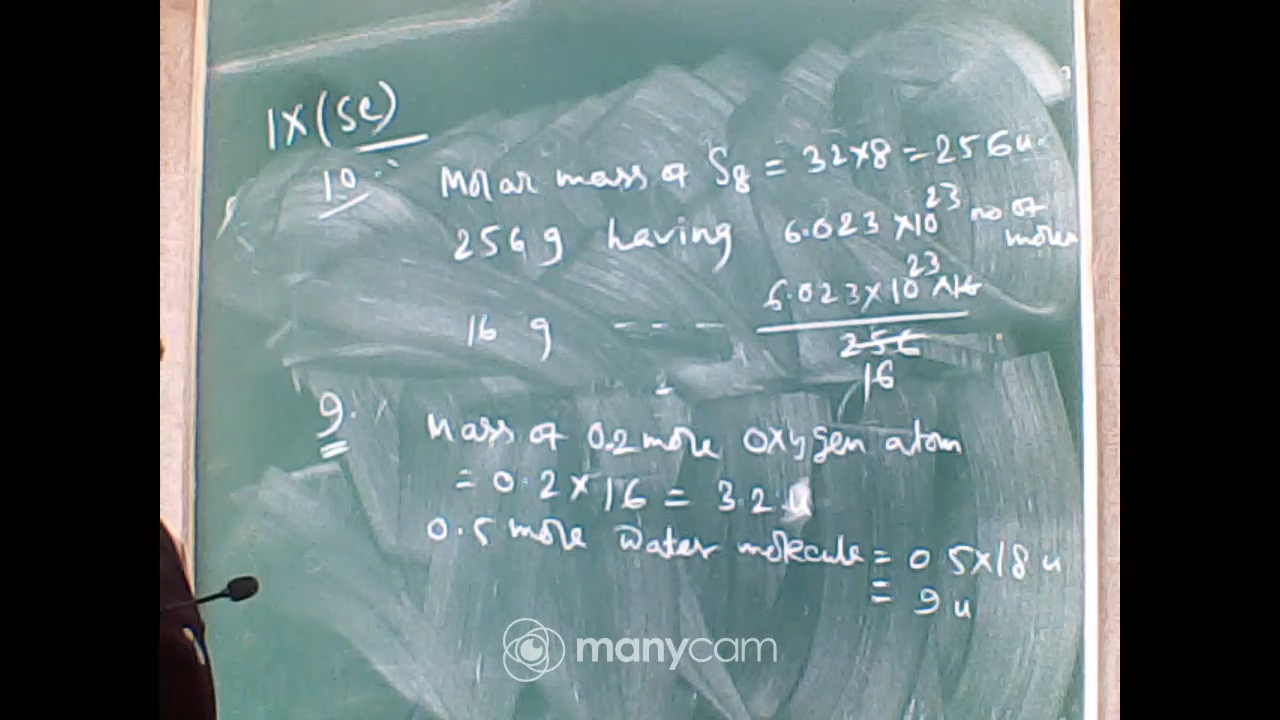 IX (Sc)
10. Molar mass of S8 = 32×8 = 256 u.
256 g having 6.023 ×10^23 no of moles
16 g - - - - 6.023×10^23 ×16
256
16
9. Mass of 0.2 mole oxygen atom
= 0.2 × 16 = 3.2 u
0.5 mole water molecule = 0.5×18 u
= 9 u
manycam